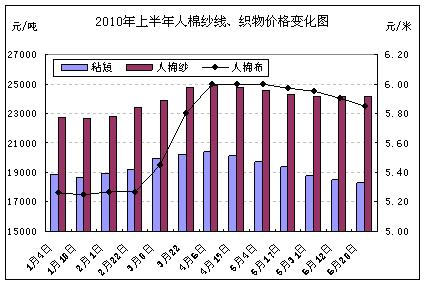 2010年上半年人棉纱线、织物价格变化图
元/吨
元/米
粘短
人棉纱
人棉布
27000
25000
23000
21000
19000
17000
15000
6.20
6.00
5.80
5.60
5.40
5.20
5.00
1月4日
1月18日
2月1日
2月22日
3月8日
3月22
4月6日
4月19日
5月4日
5月17日
5月31日
6月12日
6月20日